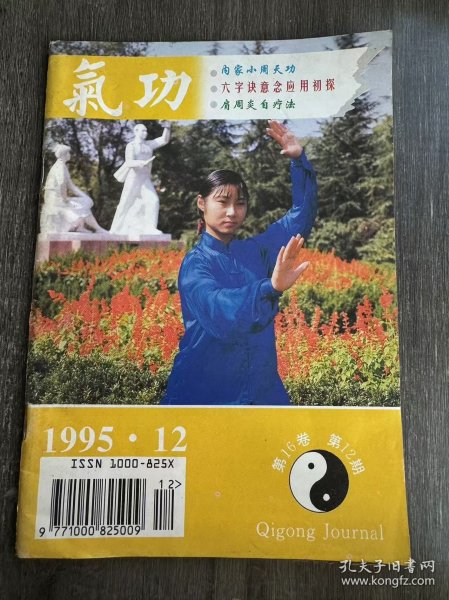 氣功
内家小周天功
六字诀意念应用初探
肩周炎自疗法
1995·12
ISSN 1000-825X
12>
9 771000 825009
第16卷 第12期
Qigong Journal
孔夫子旧书网
www.kongfz.com